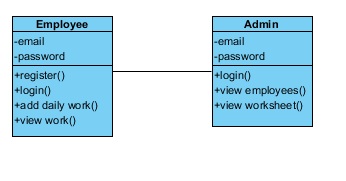 Employee
-email
-password
+register()
+login()
+add daily work()
+view work()
Admin
-email
-password
+login()
+view employees()
+view worksheet()